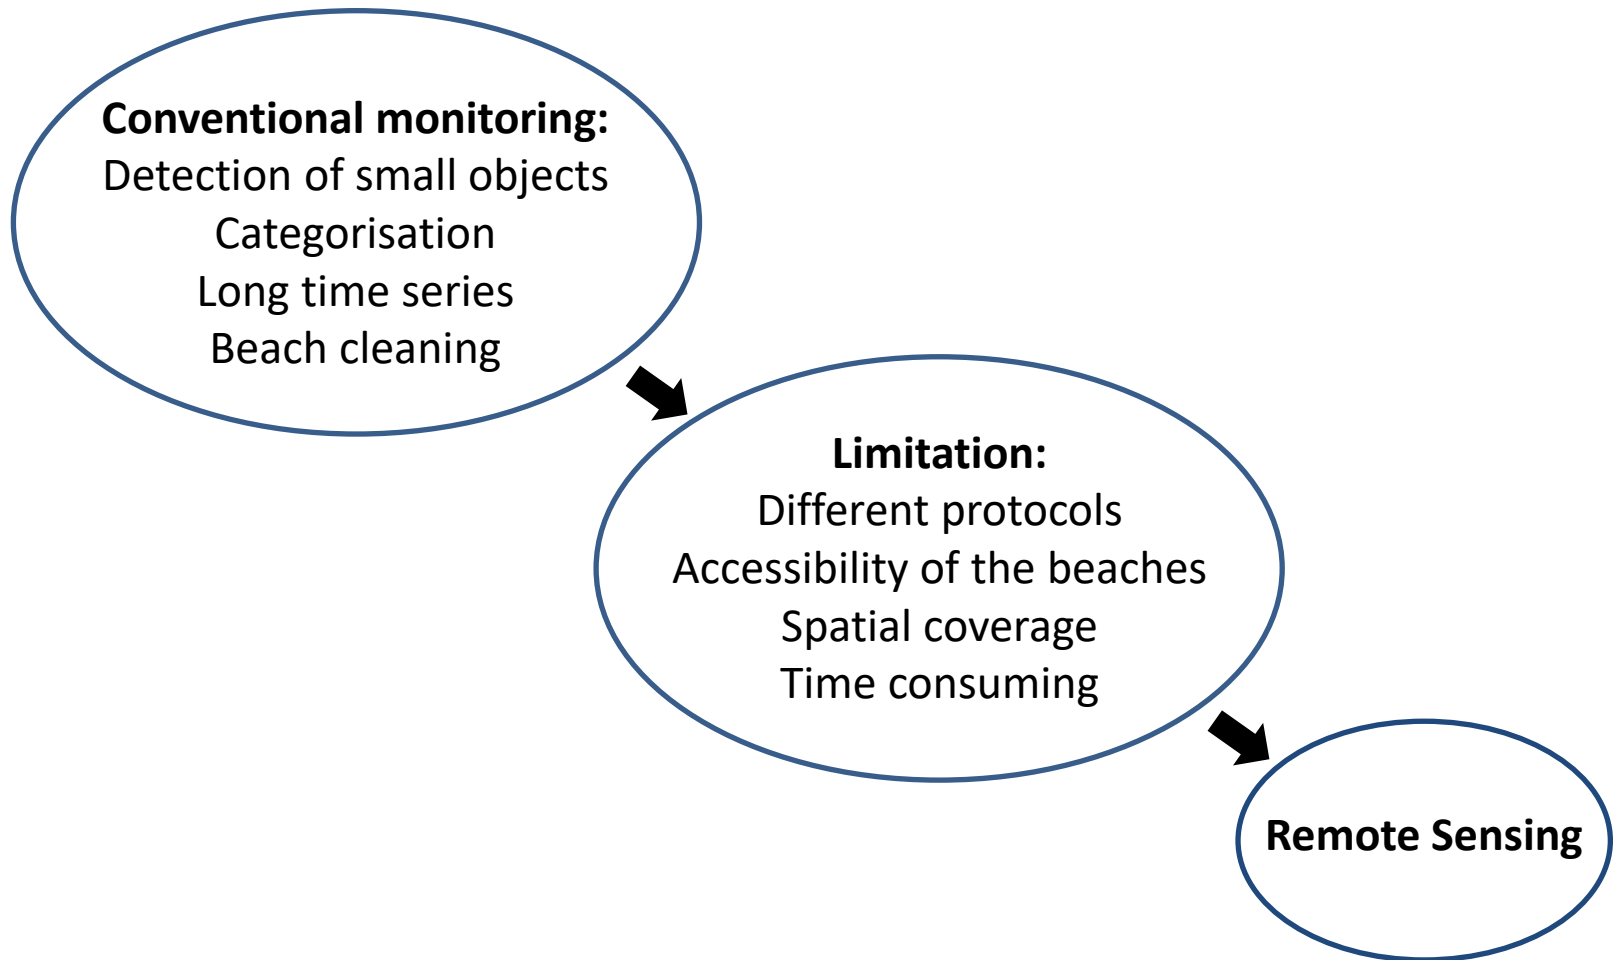 Conventional monitoring:
Detection of small objects
Categorisation
Long time series
Beach cleaning
Limitation:
Different protocols
Accessibility of the beaches
Spatial coverage
Time consuming
Remote Sensing